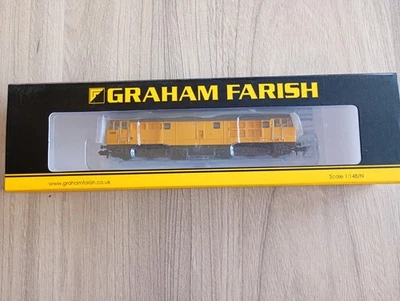 GRAHAM FARISH
www.grahamfarish.co.uk
Scale 1:148/N